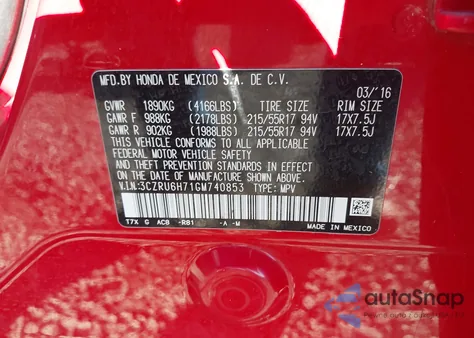 MFD.BY HONDA DE MEXICO S.A. DE C.V.
03/'16
GVWR 1890KG (4166LBS) TIRE SIZE RIM SIZE
GAWR F 988KG (2178LBS) 215/55R17 94V 17X7.5J
GAWR R 902KG (1988LBS) 215/55R17 94V 17X7.5J
THIS VEHICLE CONFORMS TO ALL APPLICABLE
FEDERAL MOTOR VEHICLE SAFETY AND THEFT PREVENTION
STANDARDS IN EFFECT ON THE DATE OF MANUFACTURE SHOWN ABOVE.
V.I.N:3CZRU6H71GM740853 TYPE: MPV
T7X G AC8 -R81 -A -M
MADE IN MEXICO
autoSnap